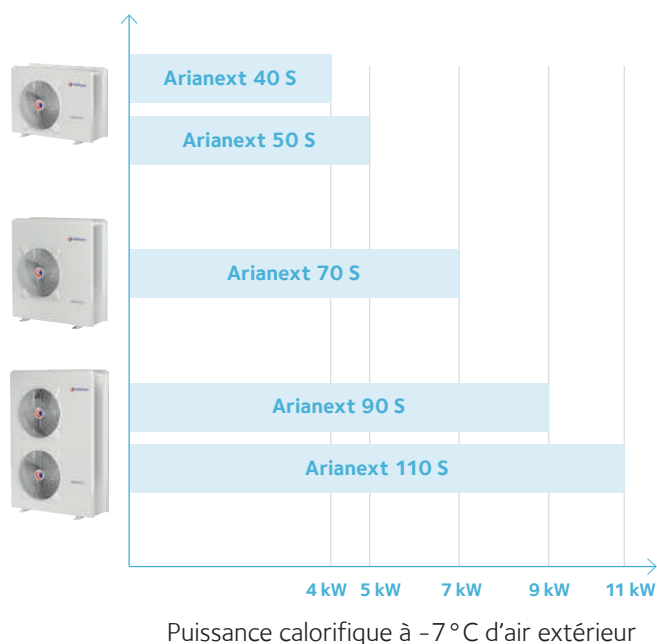 Arianext 40 S
Arianext 50 S
Arianext 70 S
Arianext 90 S
Arianext 110 S
4 kW 5 kW 7 kW 9 kW 11 kW
Puissance calorifique à -7°C d'air extérieur